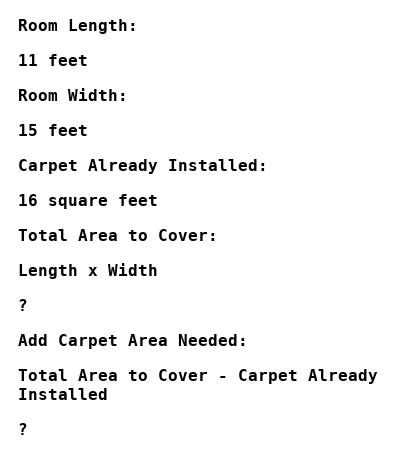 Room Length:
11 feet
Room Width:
15 feet
Carpet Already Installed:
16 square feet
Total Area to Cover:
Length x Width
?
Add Carpet Area Needed:
Total Area to Cover - Carpet Already
Installed
?